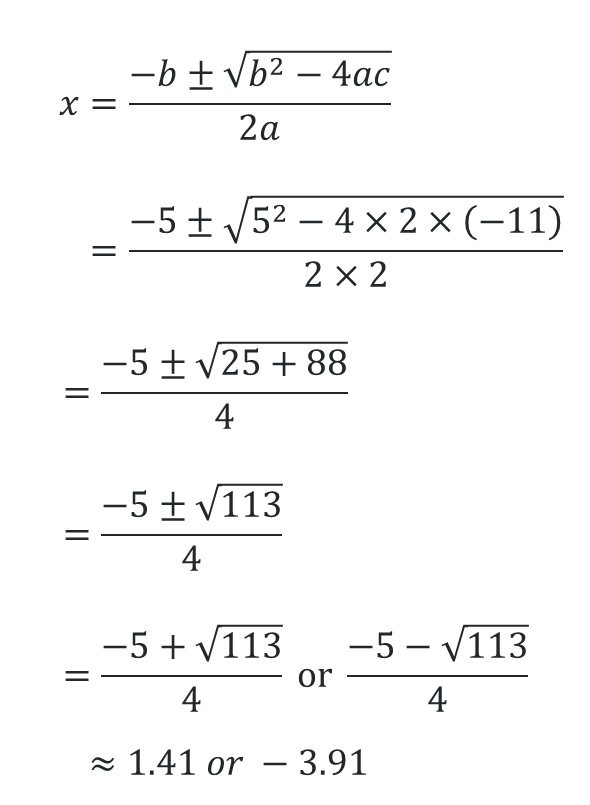 x = (−b ± √(b² − 4ac)) / 2a
= (−5 ± √(5² − 4 × 2 × (−11))) / (2 × 2)
= (−5 ± √(25 + 88)) / 4
= (−5 ± √113) / 4
= (−5 + √113) / 4 or (−5 − √113) / 4
≈ 1.41 or − 3.91